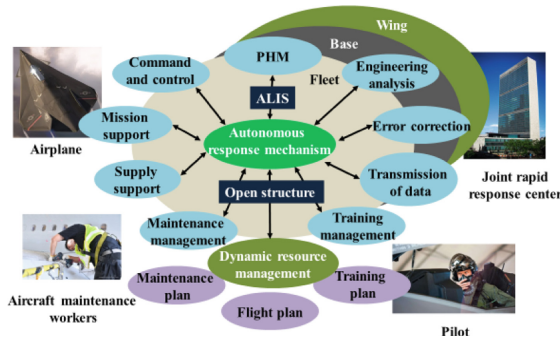 Wing
Base
PHM
Command
and control
Fleet
Engineering
analysis
ALIS
Mission
support
Autonomous
response mechanism
Error correction
Airplane
Supply
support
Transmission
of data
Joint rapid
response center
Open structure
Maintenance
management
Training
management
Dynamic resource
management
Maintenance
plan
Training
plan
Flight plan
Aircraft maintenance
workers
Pilot